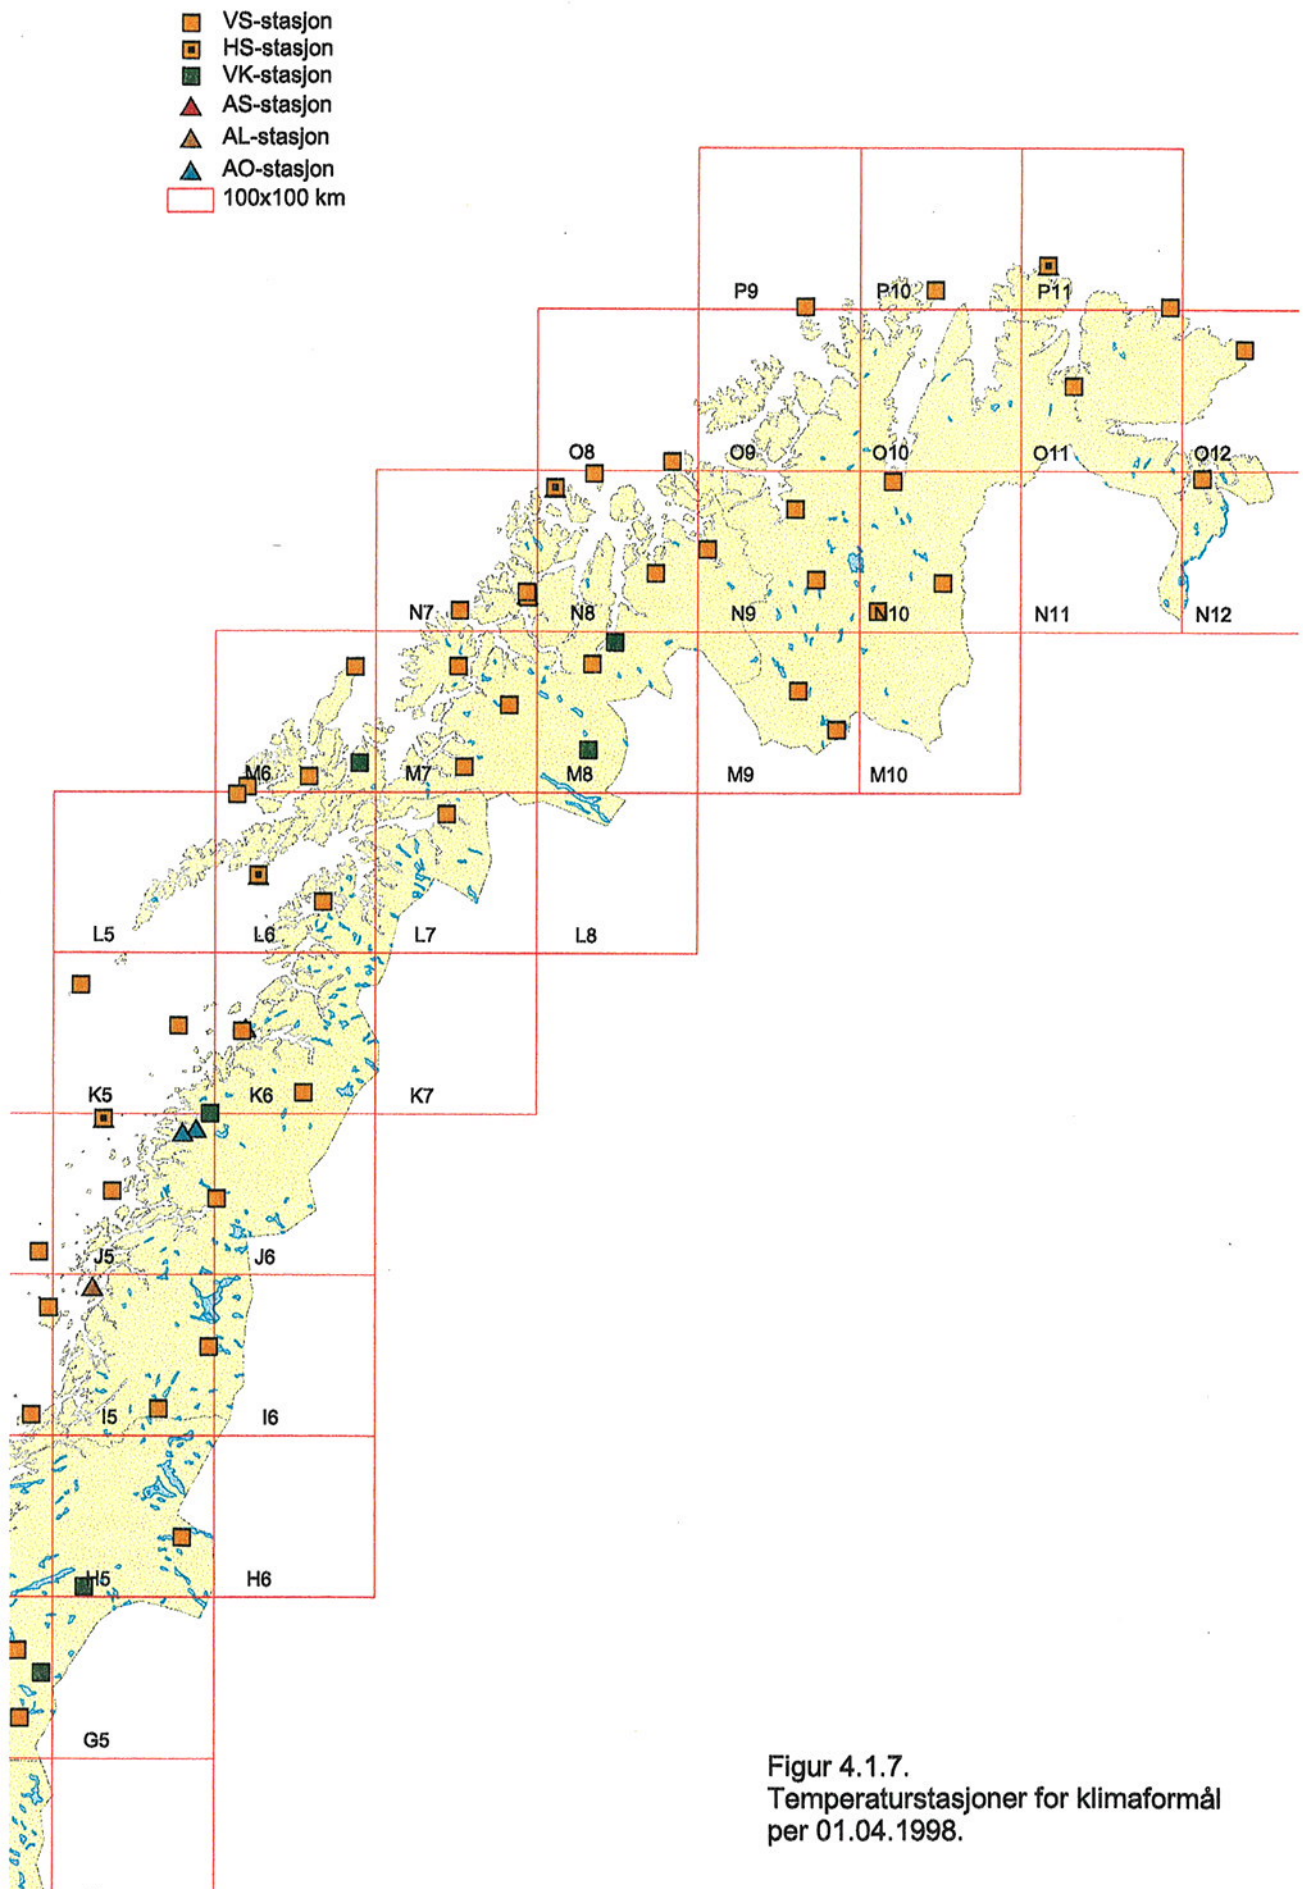 VS-stasjon
HS-stasjon
VK-stasjon
AS-stasjon
AL-stasjon
AO-stasjon
100x100 km
P9
P10
P11
O8
O9
O10
O11
O12
N7
N8
N9
N10
N11
N12
M6
M7
M8
M9
M10
L5
L6
L7
L8
K5
K6
K7
J5
J6
I5
I6
H5
H6
G5
Figur 4.1.7.
Temperaturstasjoner for klimaformål
per 01.04.1998.